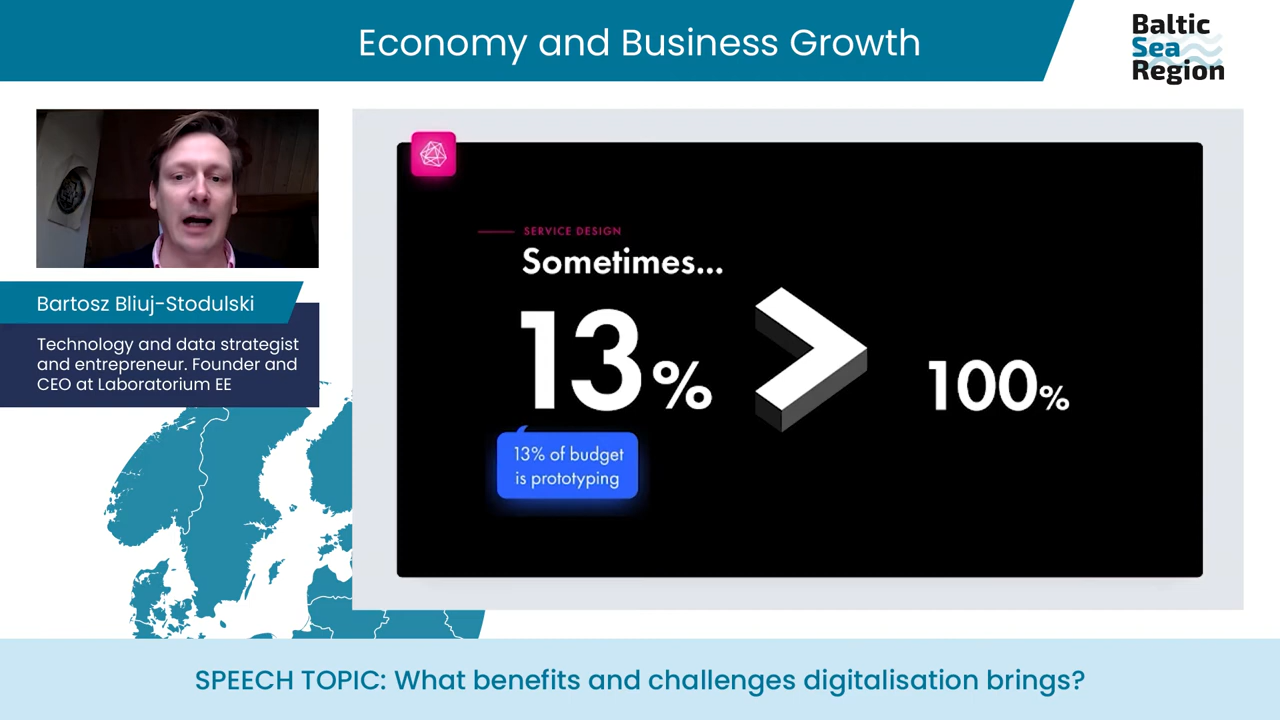 Economy and Business Growth
Baltic
Sea
Region
Bartosz Bliuj-Stodulski
Technology and data strategist
and entrepreneur. Founder and
CEO at Laboratorium EE
SERVICE DESIGN
Sometimes...
13% > 100%
13% of budget
is prototyping
SPEECH TOPIC: What benefits and challenges digitalisation brings?